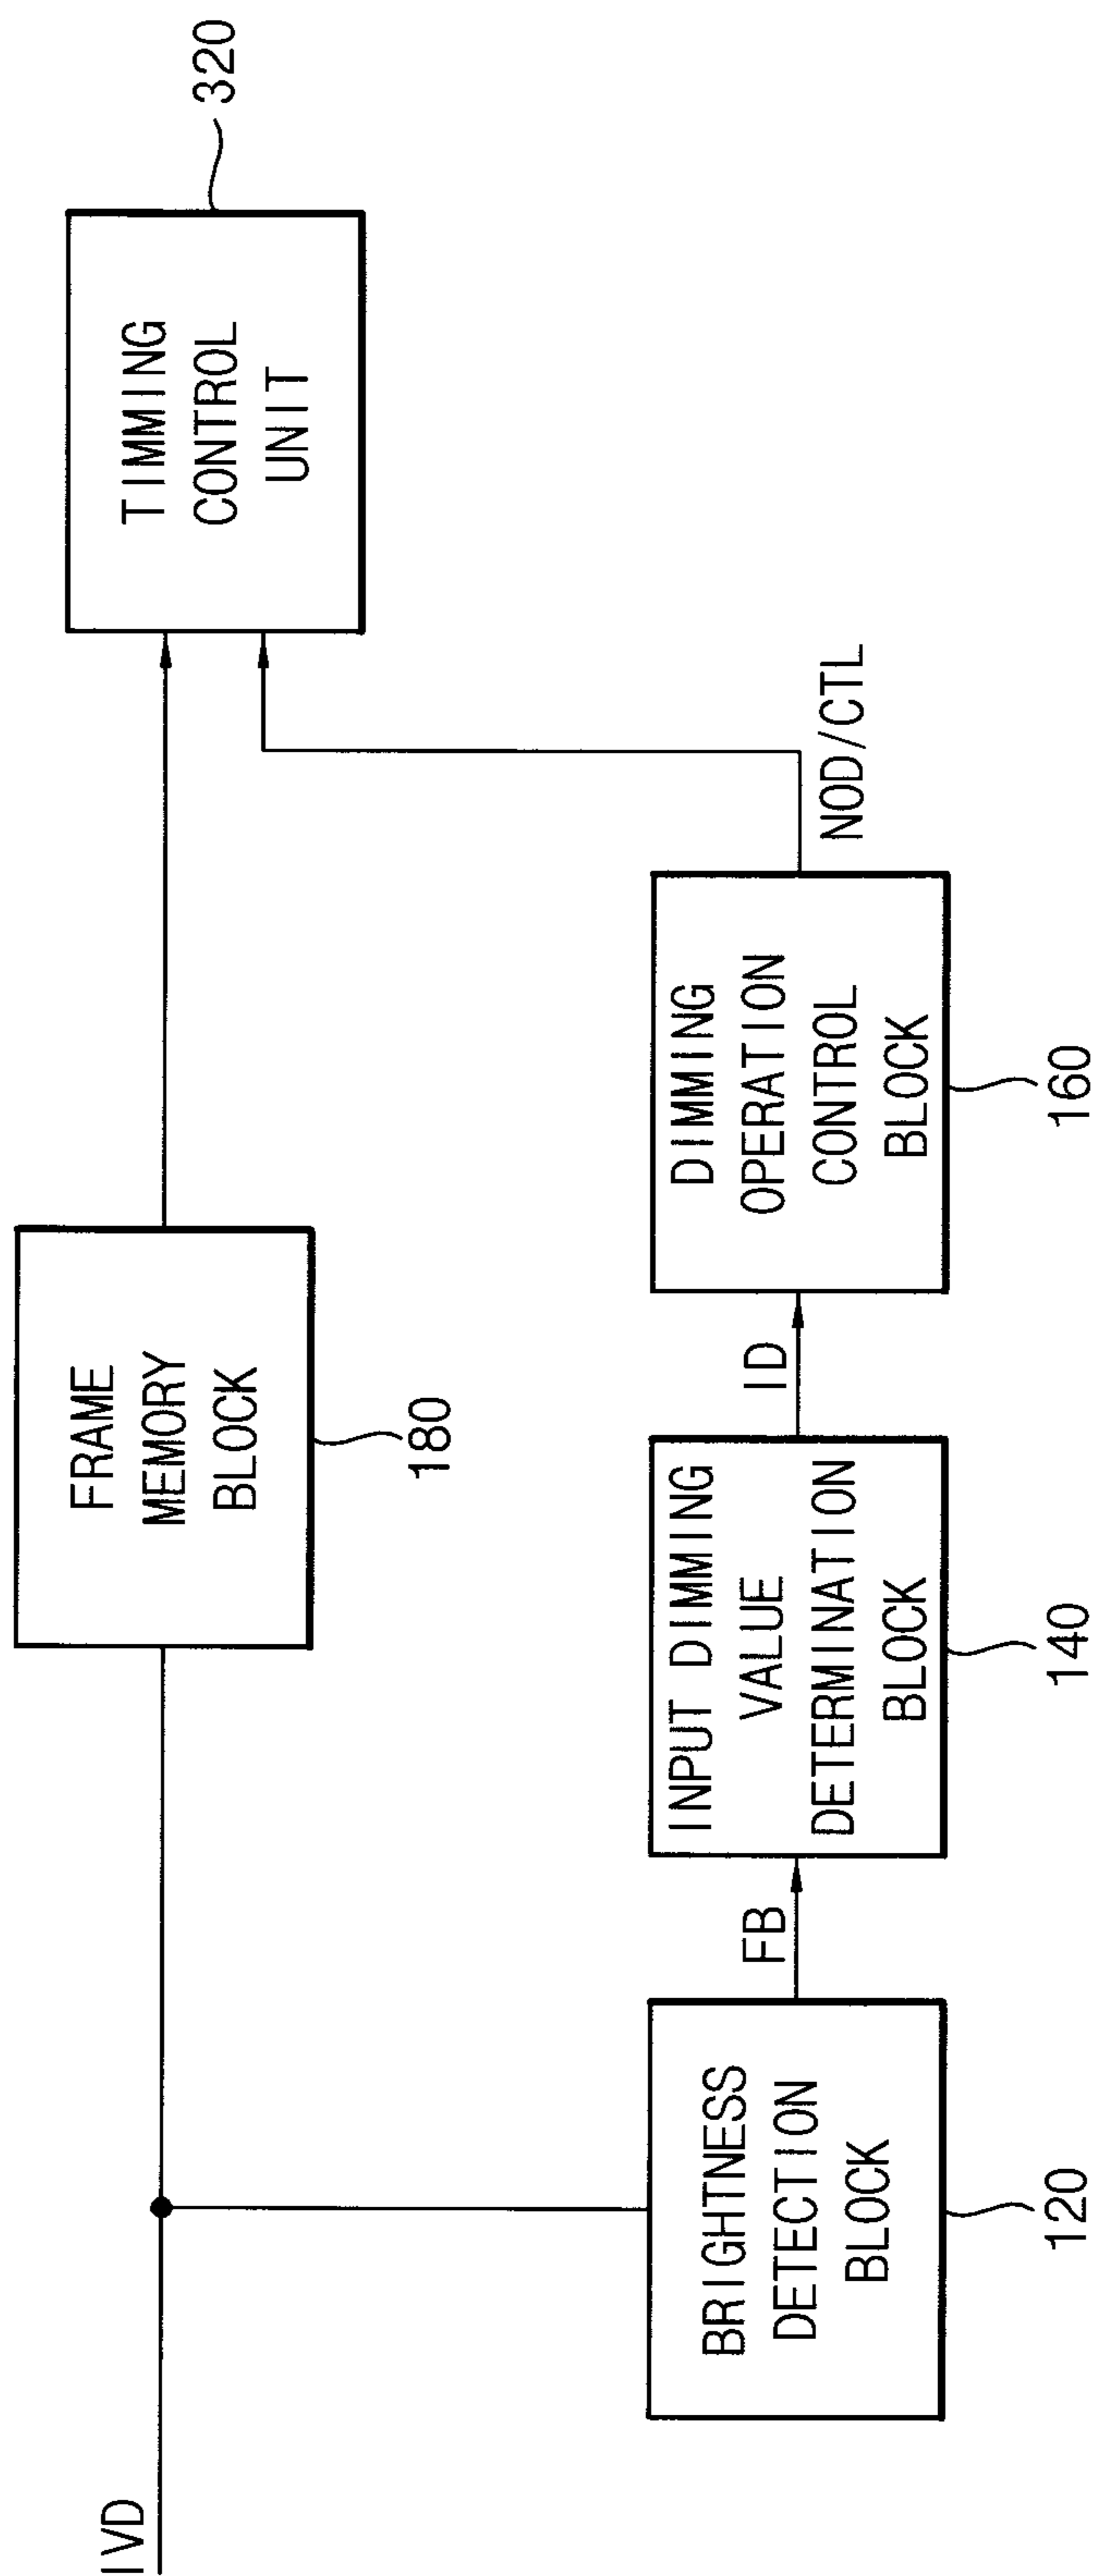 IVD
FRAME
MEMORY
BLOCK
180
TIMMING
CONTROL
UNIT
320
BRIGHTNESS
DETECTION
BLOCK
120
FB
INPUT DIMMING
VALUE
DETERMINATION
BLOCK
140
ID
DIMMING
OPERATION
CONTROL
BLOCK
160
NOD/CTL